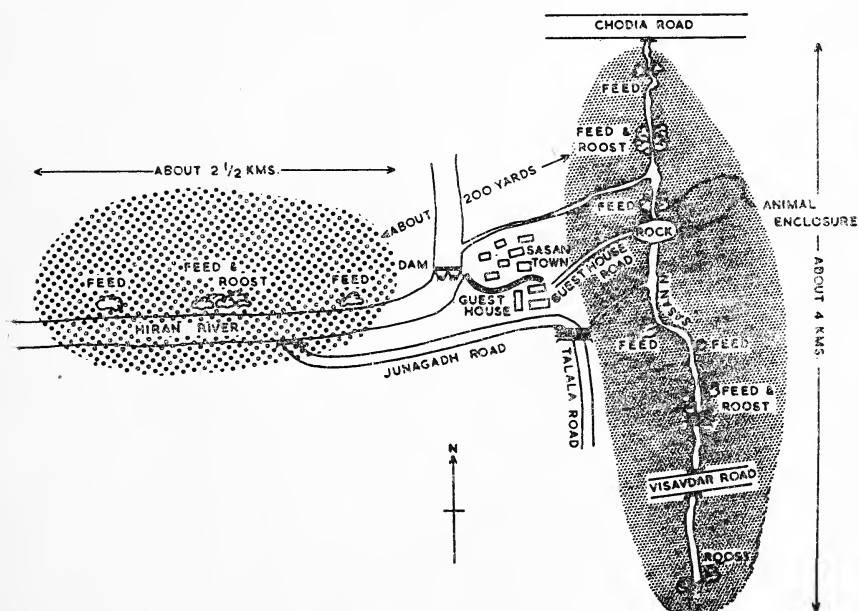 CHODIA ROAD
FEED
FEED &
ROOST
ABOUT 2 1/2 KMS.
ABOUT 200 YARDS
FEED
ANIMAL
ENCLOSURE
ROCK
SASAN
TOWN
DAM
GUEST HOUSE ROAD
GUEST
HOUSE
FEED
FEED &
ROOST
FEED
HIRAN RIVER
SASAN N
JUNAGADH ROAD
TALALA ROAD
FEED
FEED
FEED &
ROOST
N
VISAVDAR ROAD
ROOST
ABOUT 4 KMS.